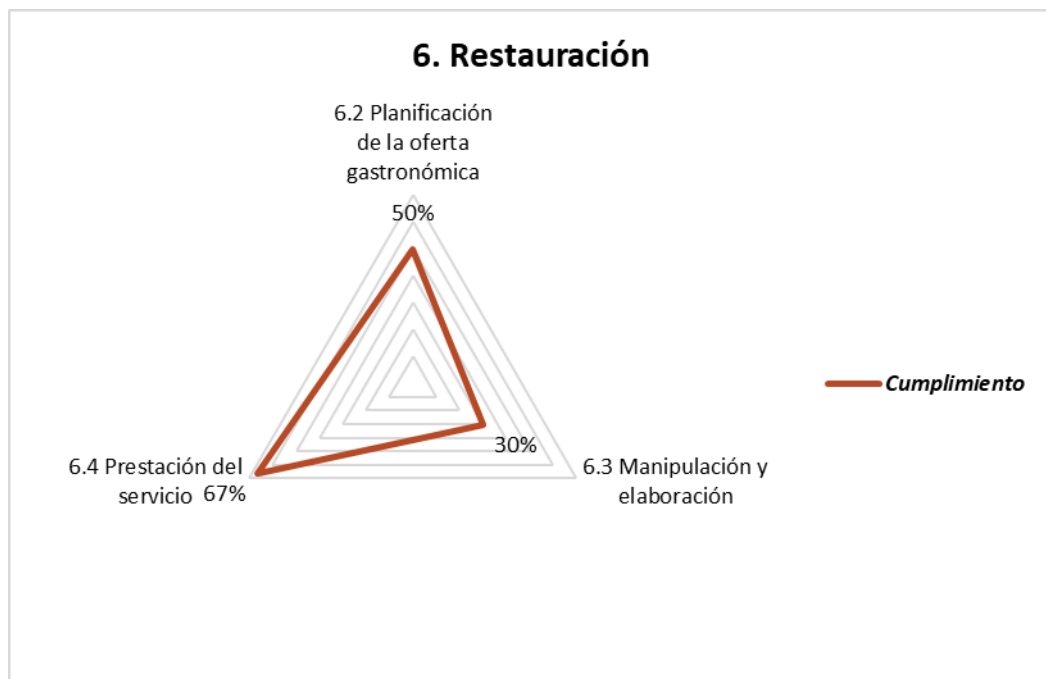 6. Restauración
6.2 Planificación
de la oferta
gastronómica
50%
Cumplimiento
30%
6.4 Prestación del
servicio
67%
6.3 Manipulación y
elaboración